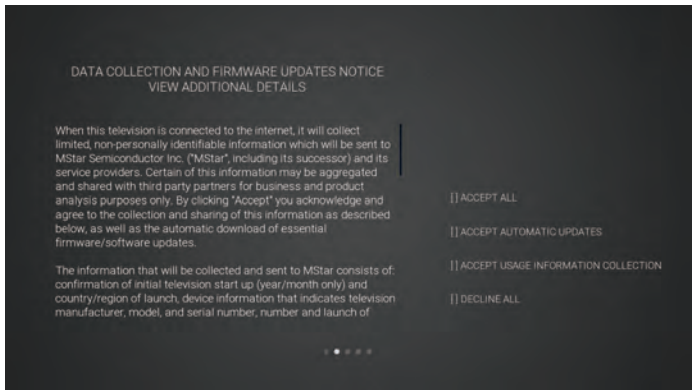 DATA COLLECTION AND FIRMWARE UPDATES NOTICE
VIEW ADDITIONAL DETAILS
When this television is connected to the internet, it will collect
limited, non-personally identifiable information which will be sent to
MStar Semiconductor Inc. ("MStar", including its successor) and its
service providers. Certain of this information may be aggregated
and shared with third party partners for business and product
analysis purposes only. By clicking "Accept" you acknowledge and
agree to the collection and sharing of this information as described
below, as well as the automatic download of essential
firmware/software updates.
The information that will be collected and sent to MStar consists of:
confirmation of initial television start up (year/month only) and
country/region of launch, device information that indicates television
manufacturer, model, and serial number, number and launch of
[ ] ACCEPT ALL
[ ] ACCEPT AUTOMATIC UPDATES
[ ] ACCEPT USAGE INFORMATION COLLECTION
[ ] DECLINE ALL